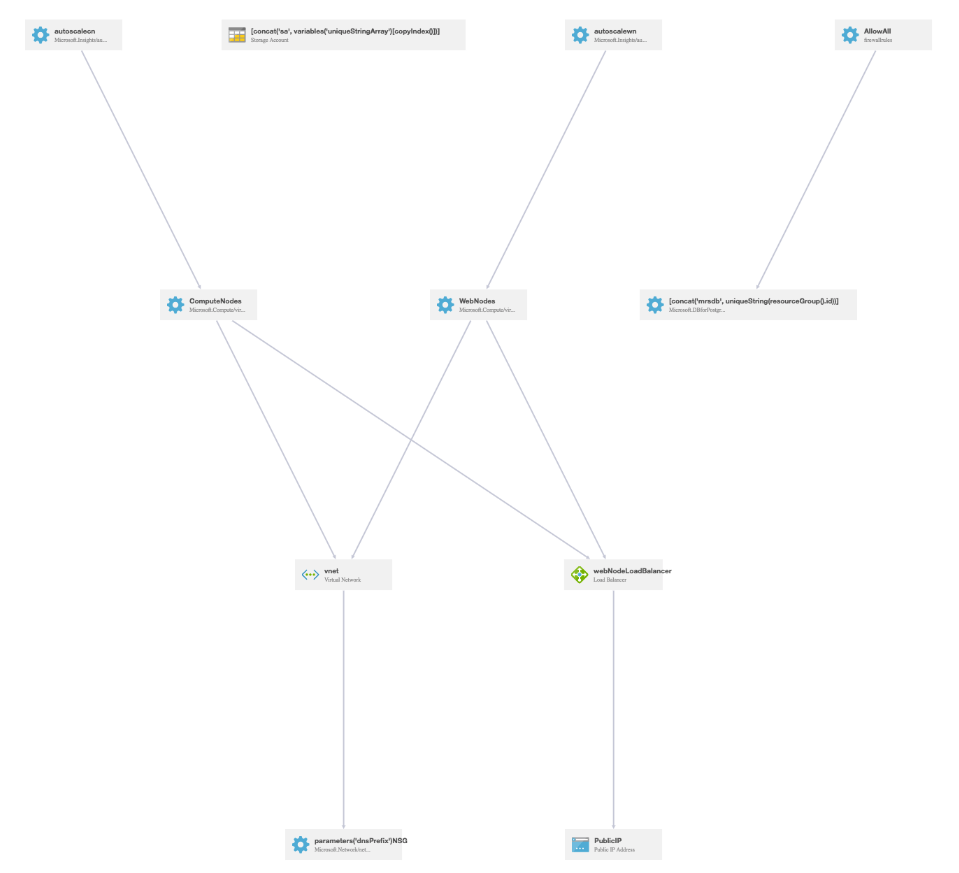 autoscalecn
Microsoft.Insights/au...
[concat('sa', variables('uniqueStringArray')[copyIndex()])]
Storage Account
autoscalewn
Microsoft.Insights/au...
AllowAll
firewallrules
ComputeNodes
Microsoft.Compute/vir...
WebNodes
Microsoft.Compute/vir...
[concat('mrsdb', uniqueString(resourceGroup().id))]
Microsoft.DBforPostgr...
vnet
Virtual Network
webNodeLoadBalancer
Load Balancer
parameters('dnsPrefix')NSG
Microsoft.Network/net...
PublicIP
Public IP Address